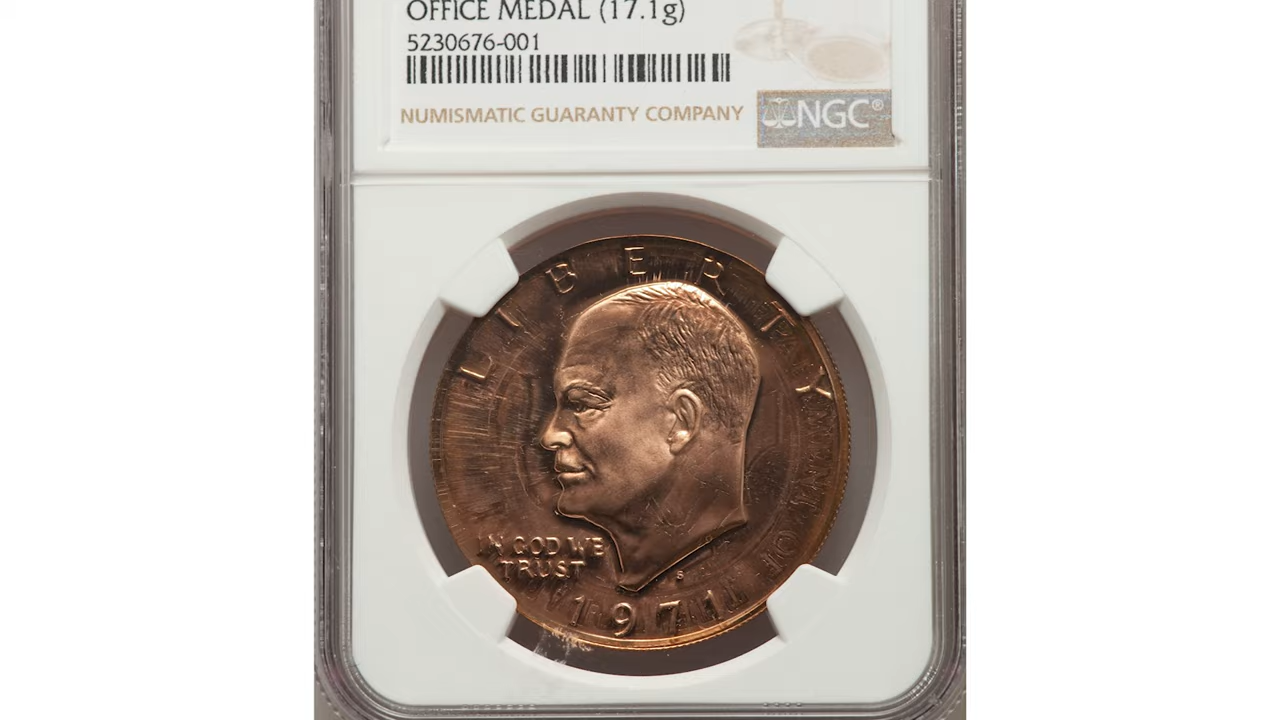 OFFICE MEDAL (17.1g)
5230676-001
NUMISMATIC GUARANTY COMPANY
NGC®
LIBERTY
IN GOD WE
TRUST
S
1971